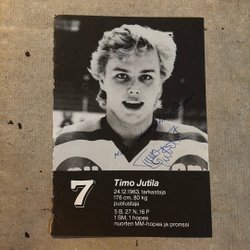 7
Timo Jutila
24.12.1963, tarkastaja
176 cm, 80 kg
puolustaja
5 B, 27 N, 16 P
1 SM, 1 hopea
nuorten MM-hopea ja pronssi